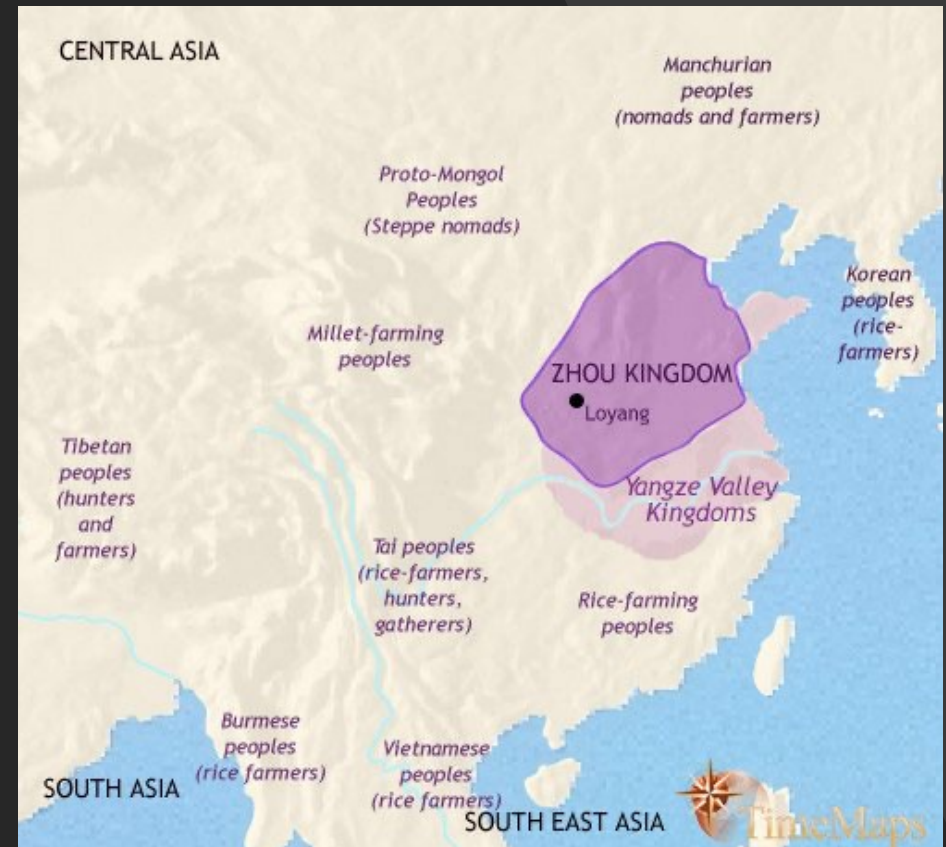 CENTRAL ASIA
Manchurian
peoples
(nomads and farmers)
Proto-Mongol
Peoples
(Steppe nomads)
Korean
peoples
(rice-
farmers)
Millet-farming
peoples
ZHOU KINGDOM
Loyang
Tibetan
peoples
(hunters
and
farmers)
Yangze Valley
Kingdoms
Tai peoples
(rice-farmers,
hunters,
gatherers)
Rice-farming
peoples
Burmese
peoples
(rice farmers)
Vietnamese
peoples
(rice farmers)
SOUTH ASIA
SOUTH EAST ASIA
TimeMaps